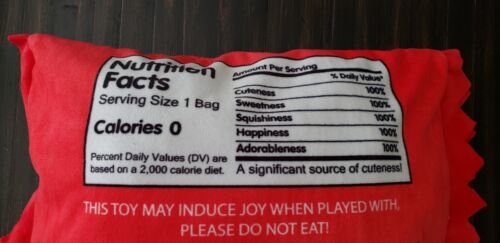 Nutrition
Facts
Serving Size 1 Bag
Calories 0
Percent Daily Values (DV) are
based on a 2,000 calorie diet.
Amount Per Serving
% Daily Value*
Cuteness 100%
Sweetness 100%
Squishiness 100%
Happiness 100%
Adorableness 100%
A significant source of cuteness!
THIS TOY MAY INDUCE JOY WHEN PLAYED WITH,
PLEASE DO NOT EAT!